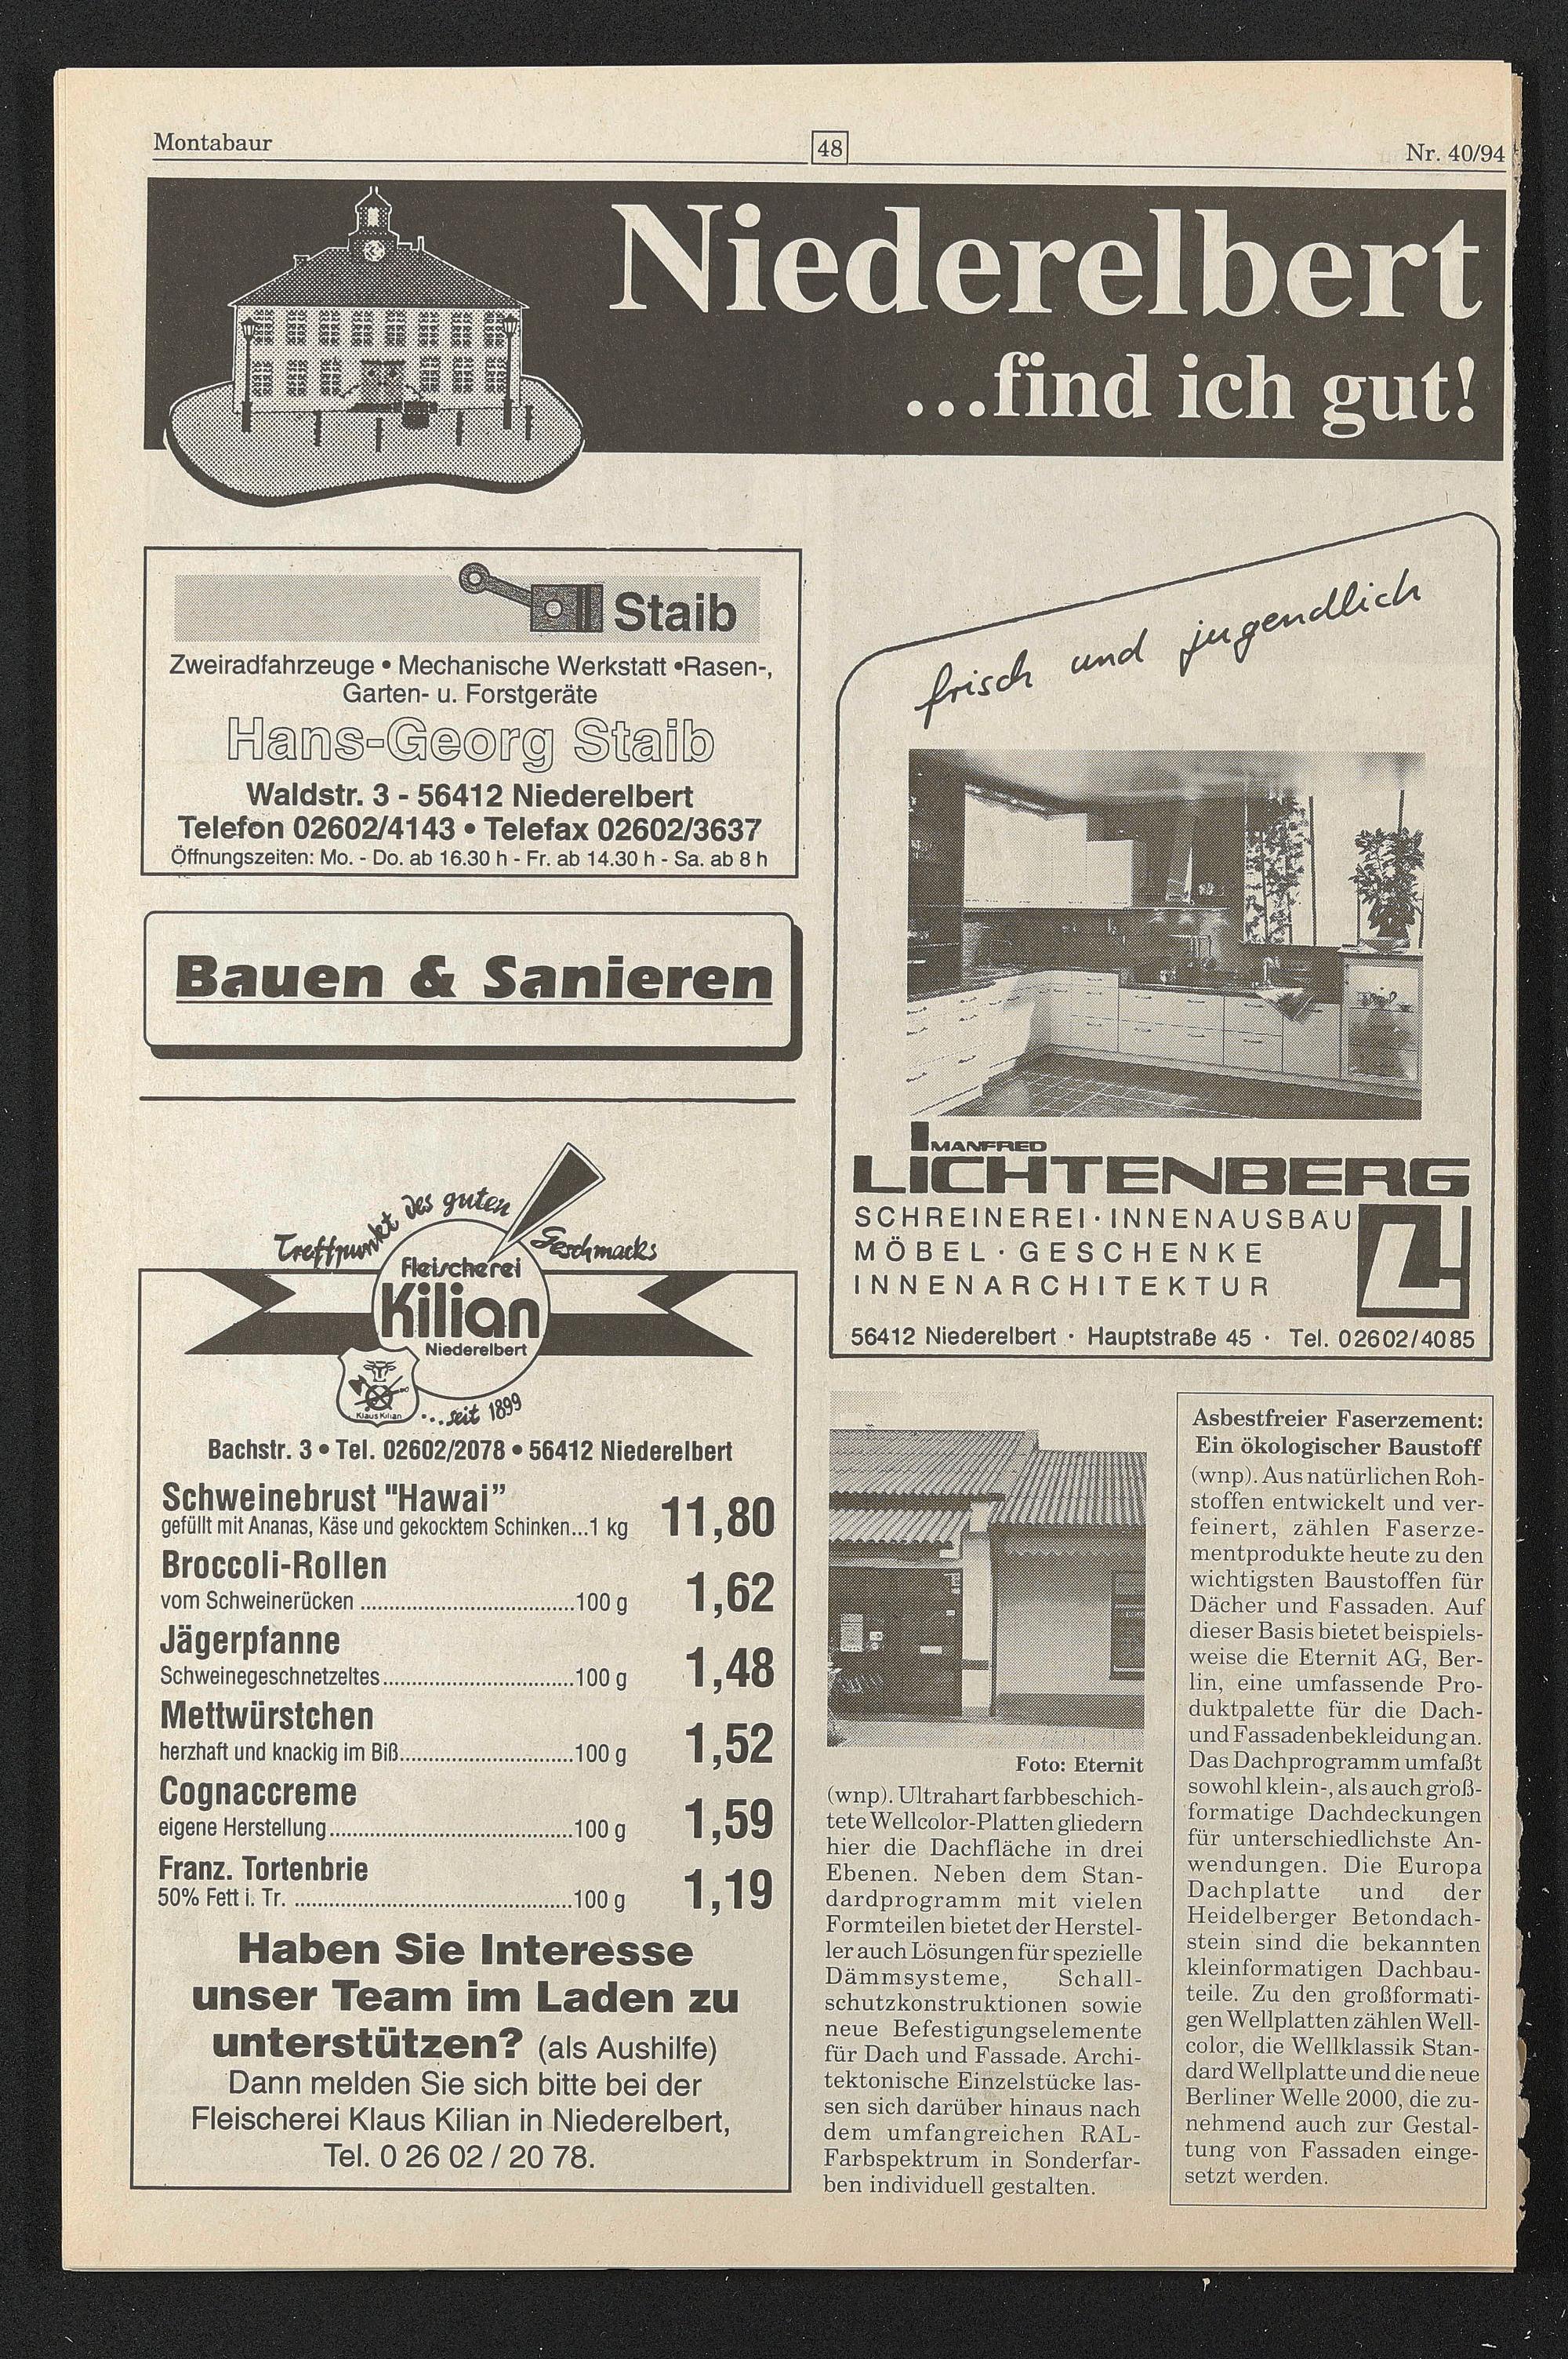 Montabaur
48
Nr. 40/94
Niederelbert
...find ich gut!
Staib
Zweiradfahrzeuge • Mechanische Werkstatt •Rasen-,
Garten- u. Forstgeräte
Hans-Georg Staib
Waldstr. 3 - 56412 Niederelbert
Telefon 02602/4143 • Telefax 02602/3637
Öffnungszeiten: Mo. - Do. ab 16.30 h - Fr. ab 14.30 h - Sa. ab 8 h
Bauen & Sanieren
Treffpunkt des guten Geschmacks
Fleischerei
Kilian
Niederelbert
Klaus Kilian
...seit 1899
Bachstr. 3 • Tel. 02602/2078 • 56412 Niederelbert
Schweinebrust "Hawai”
gefüllt mit Ananas, Käse und gekocktem Schinken...1 kg 11,80
Broccoli-Rollen
vom Schweinerücken ....................................100 g 1,62
Jägerpfanne
Schweinegeschnetzeltes................................100 g 1,48
Mettwürstchen
herzhaft und knackig im Biß.............................100 g 1,52
Cognaccreme
eigene Herstellung.........................................100 g 1,59
Franz. Tortenbrie
50% Fett i. Tr. ...............................................100 g 1,19
Haben Sie Interesse
unser Team im Laden zu
unterstützen? (als Aushilfe)
Dann melden Sie sich bitte bei der
Fleischerei Klaus Kilian in Niederelbert,
Tel. 0 26 02 / 20 78.
frisch und jugendlich
MANFRED
LICHTENBERG
SCHREINEREI · INNENAUSBAU
MÖBEL · GESCHENKE
INNENARCHITEKTUR
56412 Niederelbert · Hauptstraße 45 · Tel. 02602/4085
Foto: Eternit
(wnp). Ultrahart farbbeschich-
tete Wellcolor-Platten gliedern
hier die Dachfläche in drei
Ebenen. Neben dem Stan-
dardprogramm mit vielen
Formteilen bietet der Herstel-
ler auch Lösungen für spezielle
Dämmsysteme, Schall-
schutzkonstruktionen sowie
neue Befestigungselemente
für Dach und Fassade. Archi-
tektonische Einzelstücke las-
sen sich darüber hinaus nach
dem umfangreichen RAL-
Farbspektrum in Sonderfar-
ben individuell gestalten.
Asbestfreier Faserzement:
Ein ökologischer Baustoff
(wnp). Aus natürlichen Roh-
stoffen entwickelt und ver-
feinert, zählen Faserze-
mentprodukte heute zu den
wichtigsten Baustoffen für
Dächer und Fassaden. Auf
dieser Basis bietet beispiels-
weise die Eternit AG, Ber-
lin, eine umfassende Pro-
duktpalette für die Dach-
und Fassadenbekleidung an.
Das Dachprogramm umfaßt
sowohl klein-, als auch groß-
formatige Dachdeckungen
für unterschiedlichste An-
wendungen. Die Europa
Dachplatte und der
Heidelberger Betondach-
stein sind die bekannten
kleinformatigen Dachbau-
teile. Zu den großformati-
gen Wellplatten zählen Well-
color, die Wellklassik Stan-
dard Wellplatte und die neue
Berliner Welle 2000, die zu-
nehmend auch zur Gestal-
tung von Fassaden einge-
setzt werden.